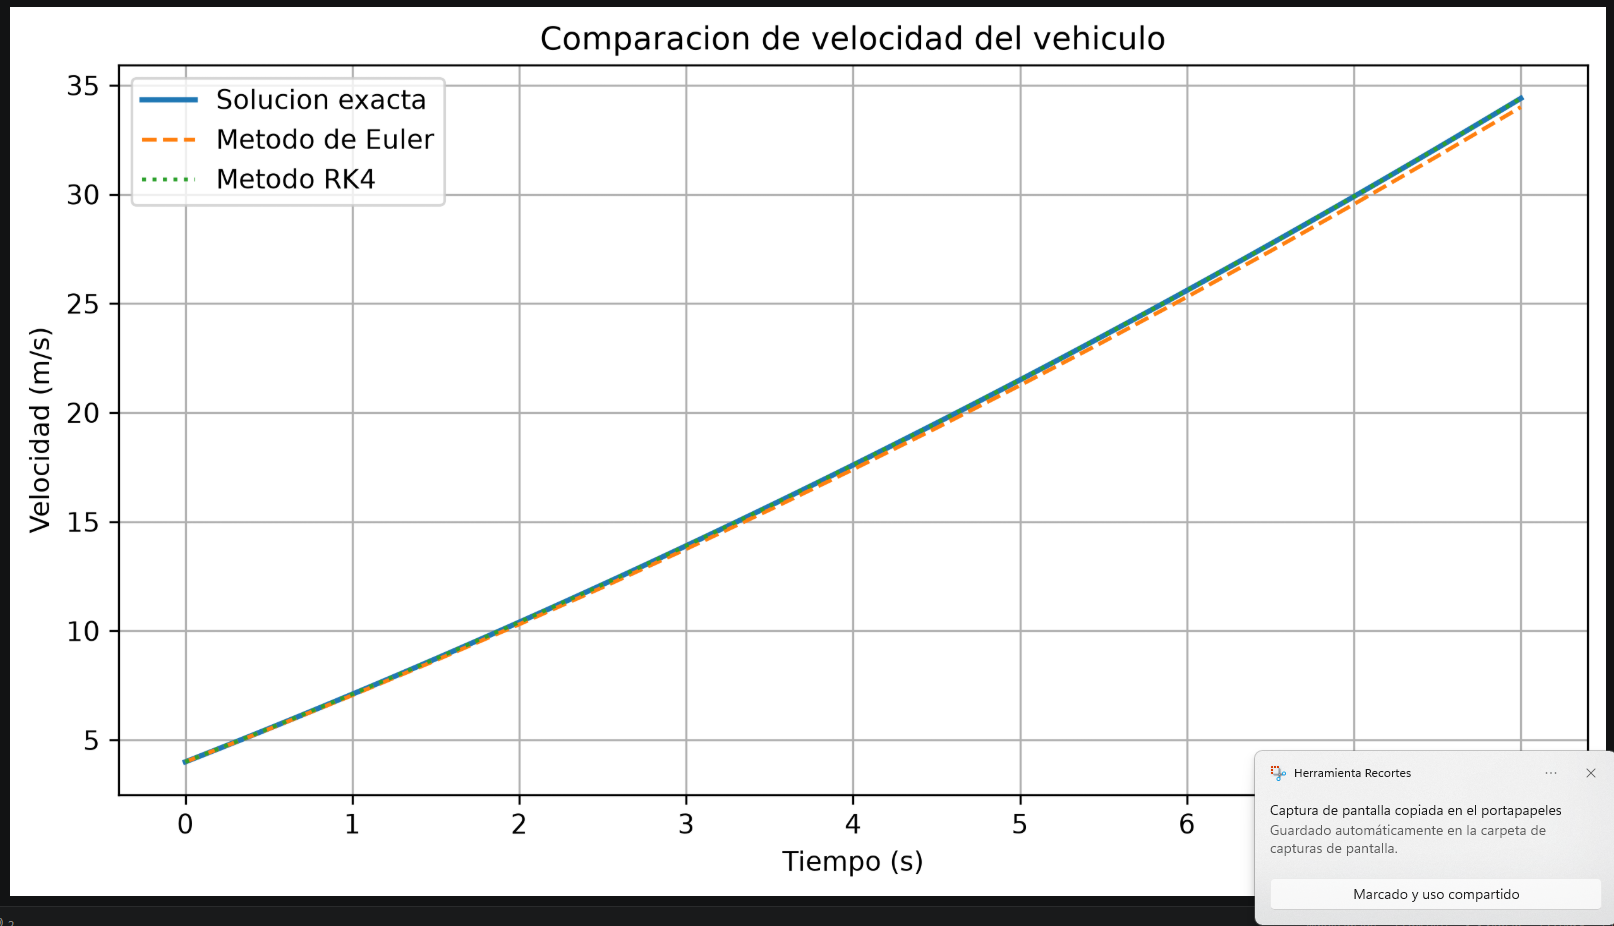 Comparacion de velocidad del vehiculo
Solucion exacta
Metodo de Euler
Metodo RK4
Velocidad (m/s)
35
30
25
20
15
10
5
0 1 2 3 4 5 6
Tiempo (s)
Herramienta Recortes
Captura de pantalla copiada en el portapapeles
Guardado automáticamente en la carpeta de
capturas de pantalla.
Marcado y uso compartido